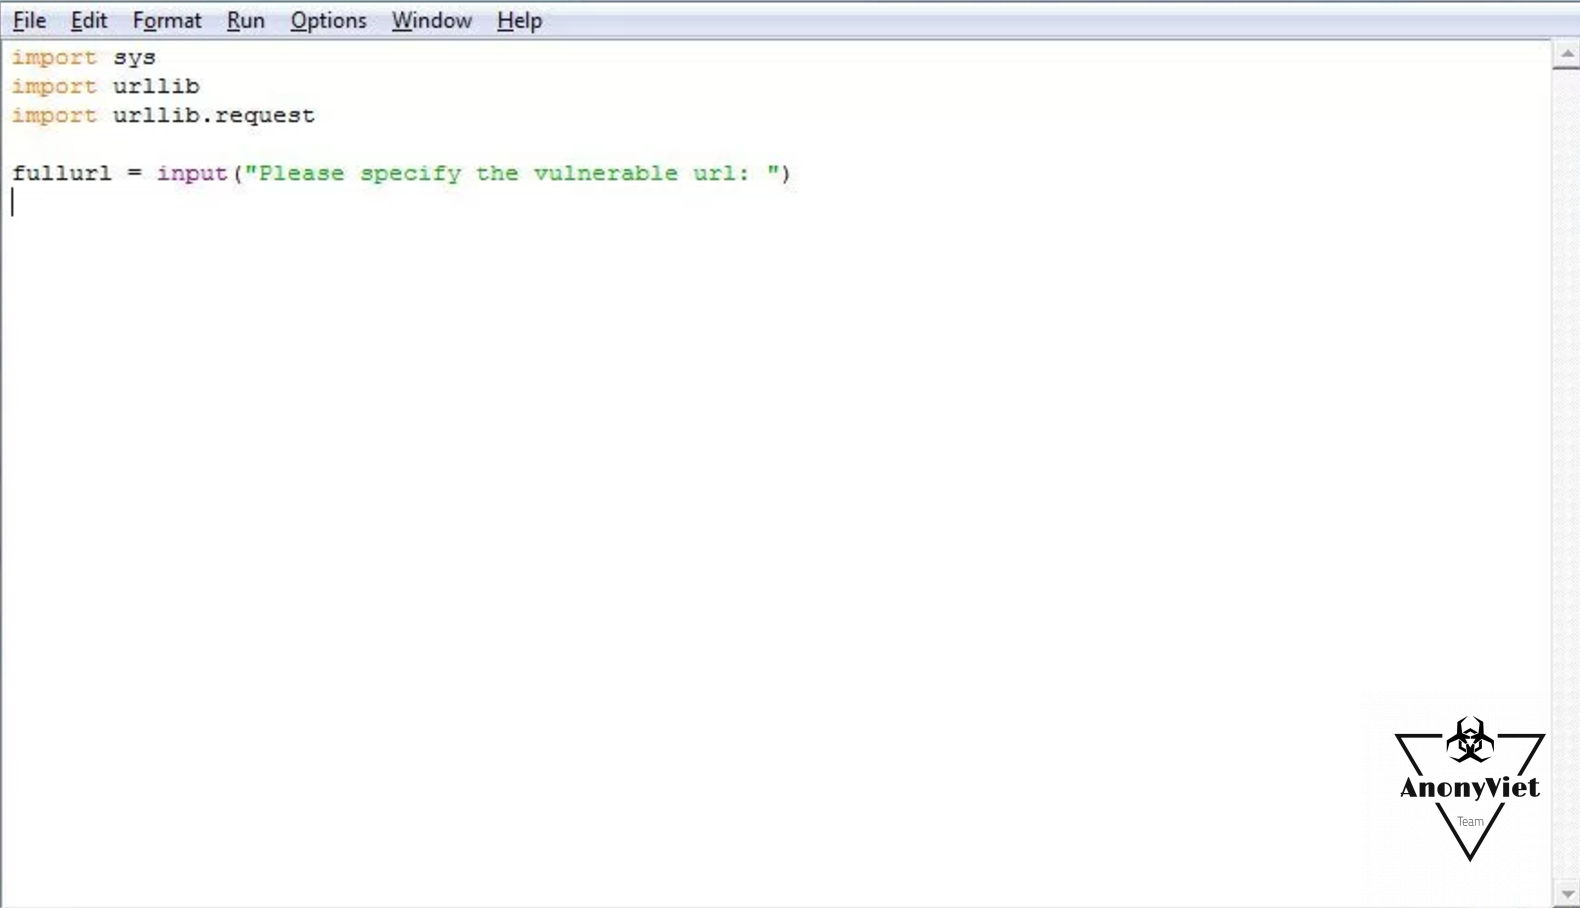 File Edit Format Run Options Window Help
import sys
import urllib
import urllib.request
fullurl = input("Please specify the vulnerable url: ")
AnonyViet
Team